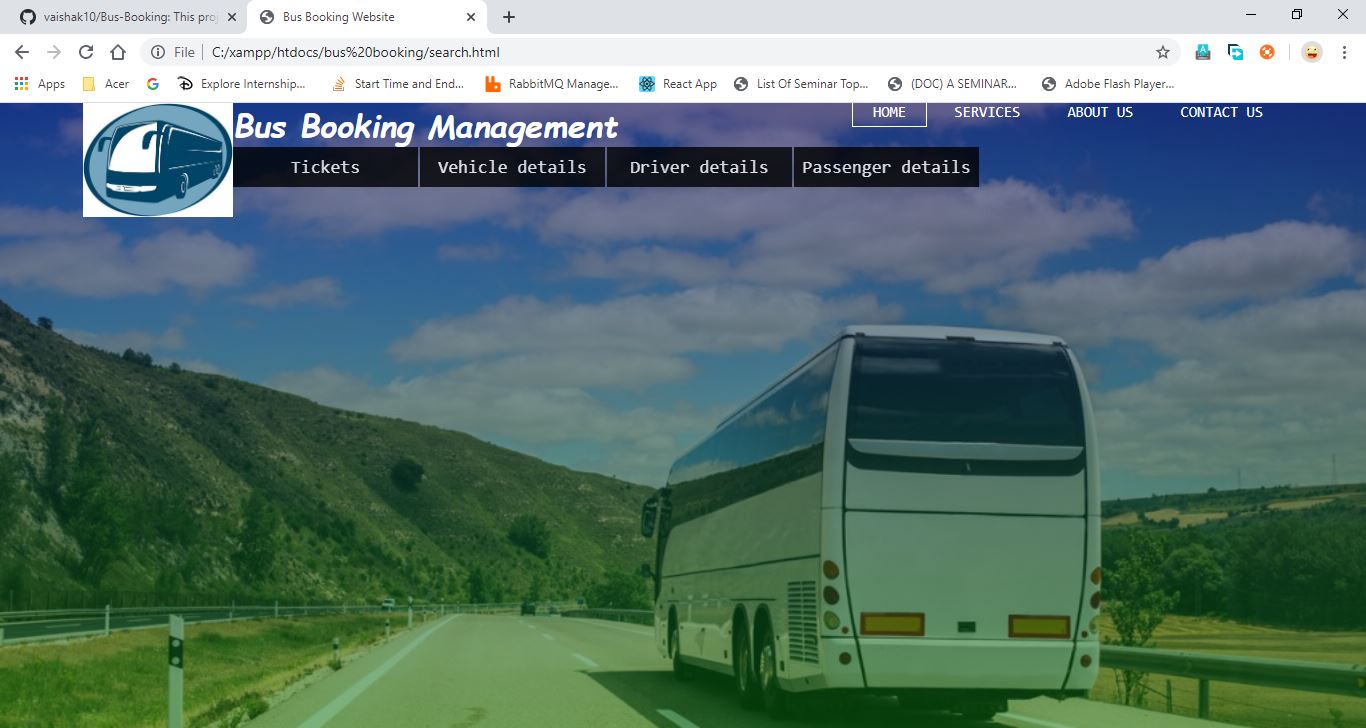 vaishak10/Bus-Booking: This pro
Bus Booking Website
File
C:/xampp/htdocs/bus%20booking/search.html
Apps
Acer
Explore Internship...
Start Time and End...
RabbitMQ Manage...
React App
List Of Seminar Top...
(DOC) A SEMINAR...
Adobe Flash Player...
Bus Booking Management
HOME
SERVICES
ABOUT US
CONTACT US
Tickets
Vehicle details
Driver details
Passenger details